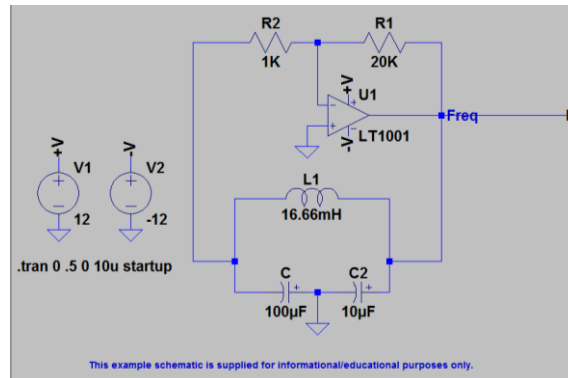 R2
R1
1K
20K
+V
U1
Freq
-V
LT1001
+V
-V
V1
V2
L1
16.66mH
12
-12
.tran 0 .5 0 10u startup
C
C2
100µF
10µF
This example schematic is supplied for informational/educational purposes only.